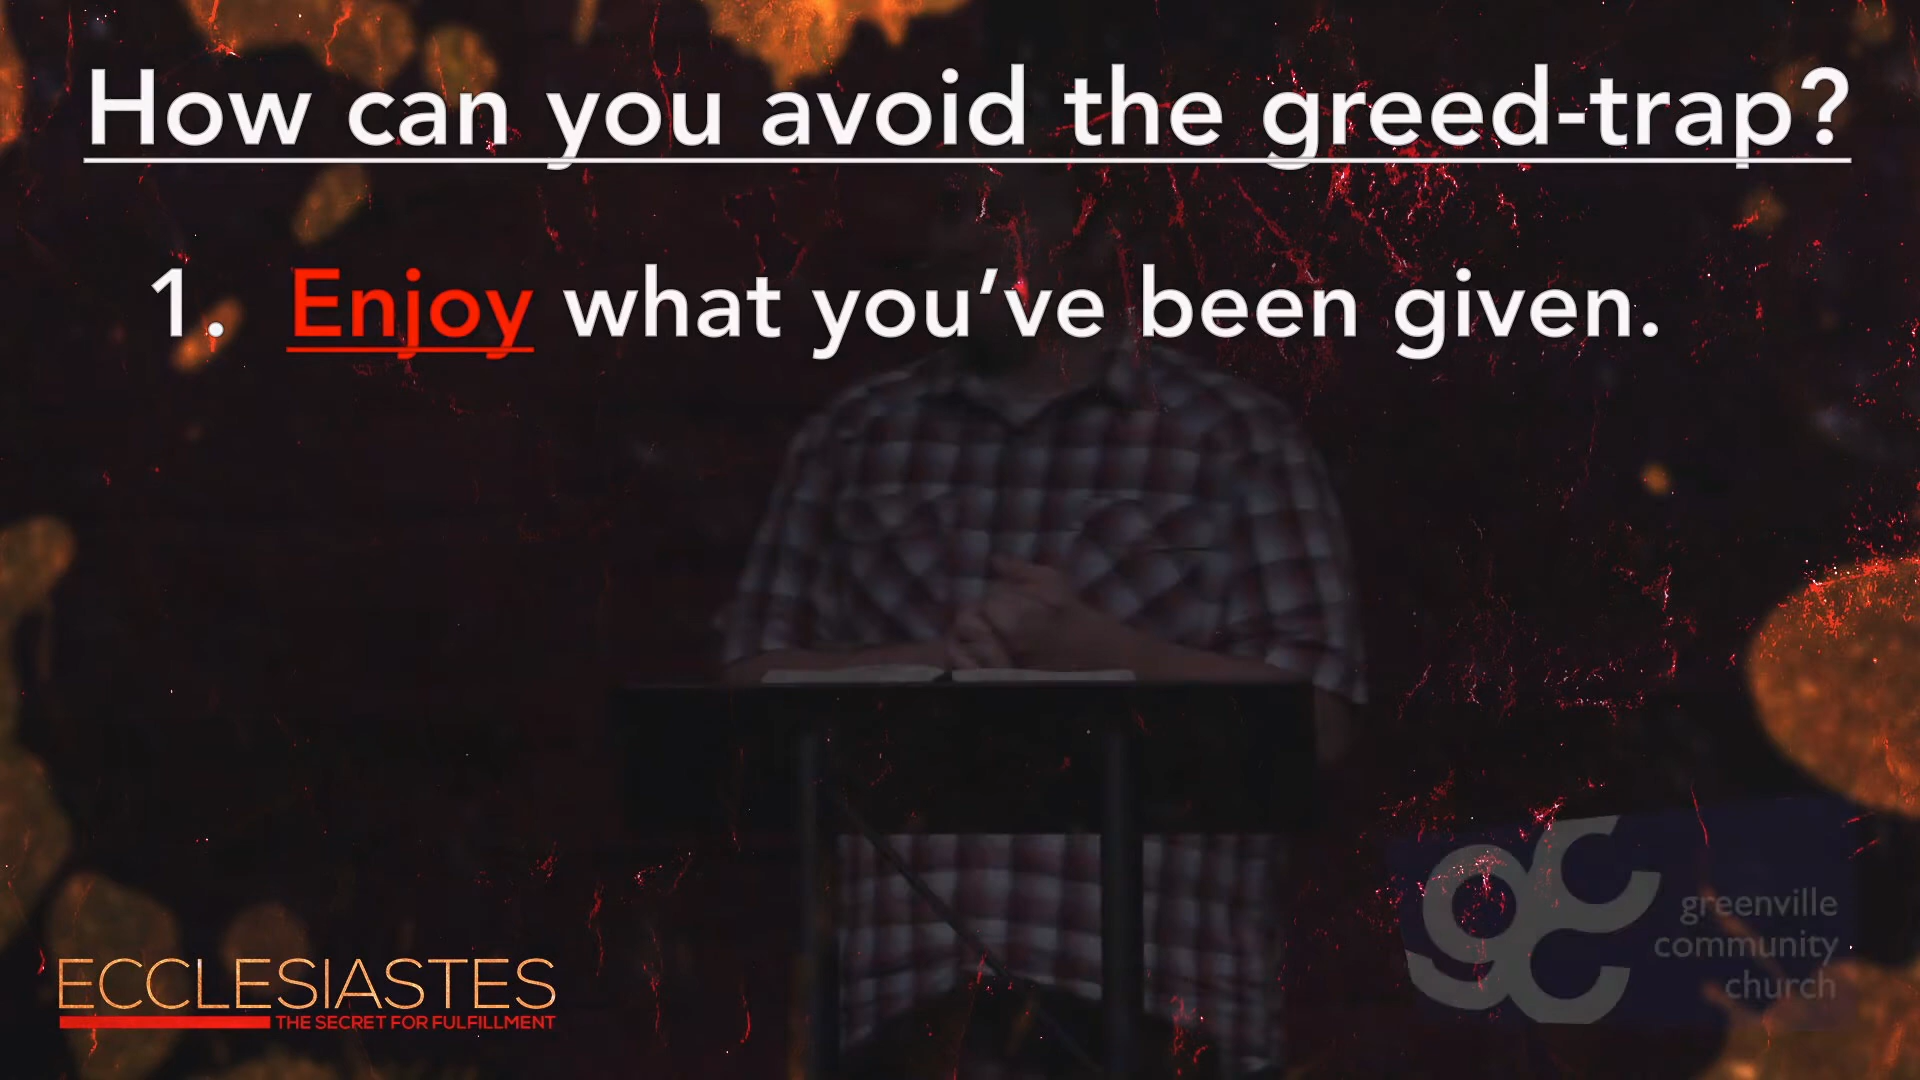 How can you avoid the greed-trap?
1. Enjoy what you’ve been given.
ECCLESIASTES
THE SECRET FOR FULFILLMENT
gcc
greenville
community
church